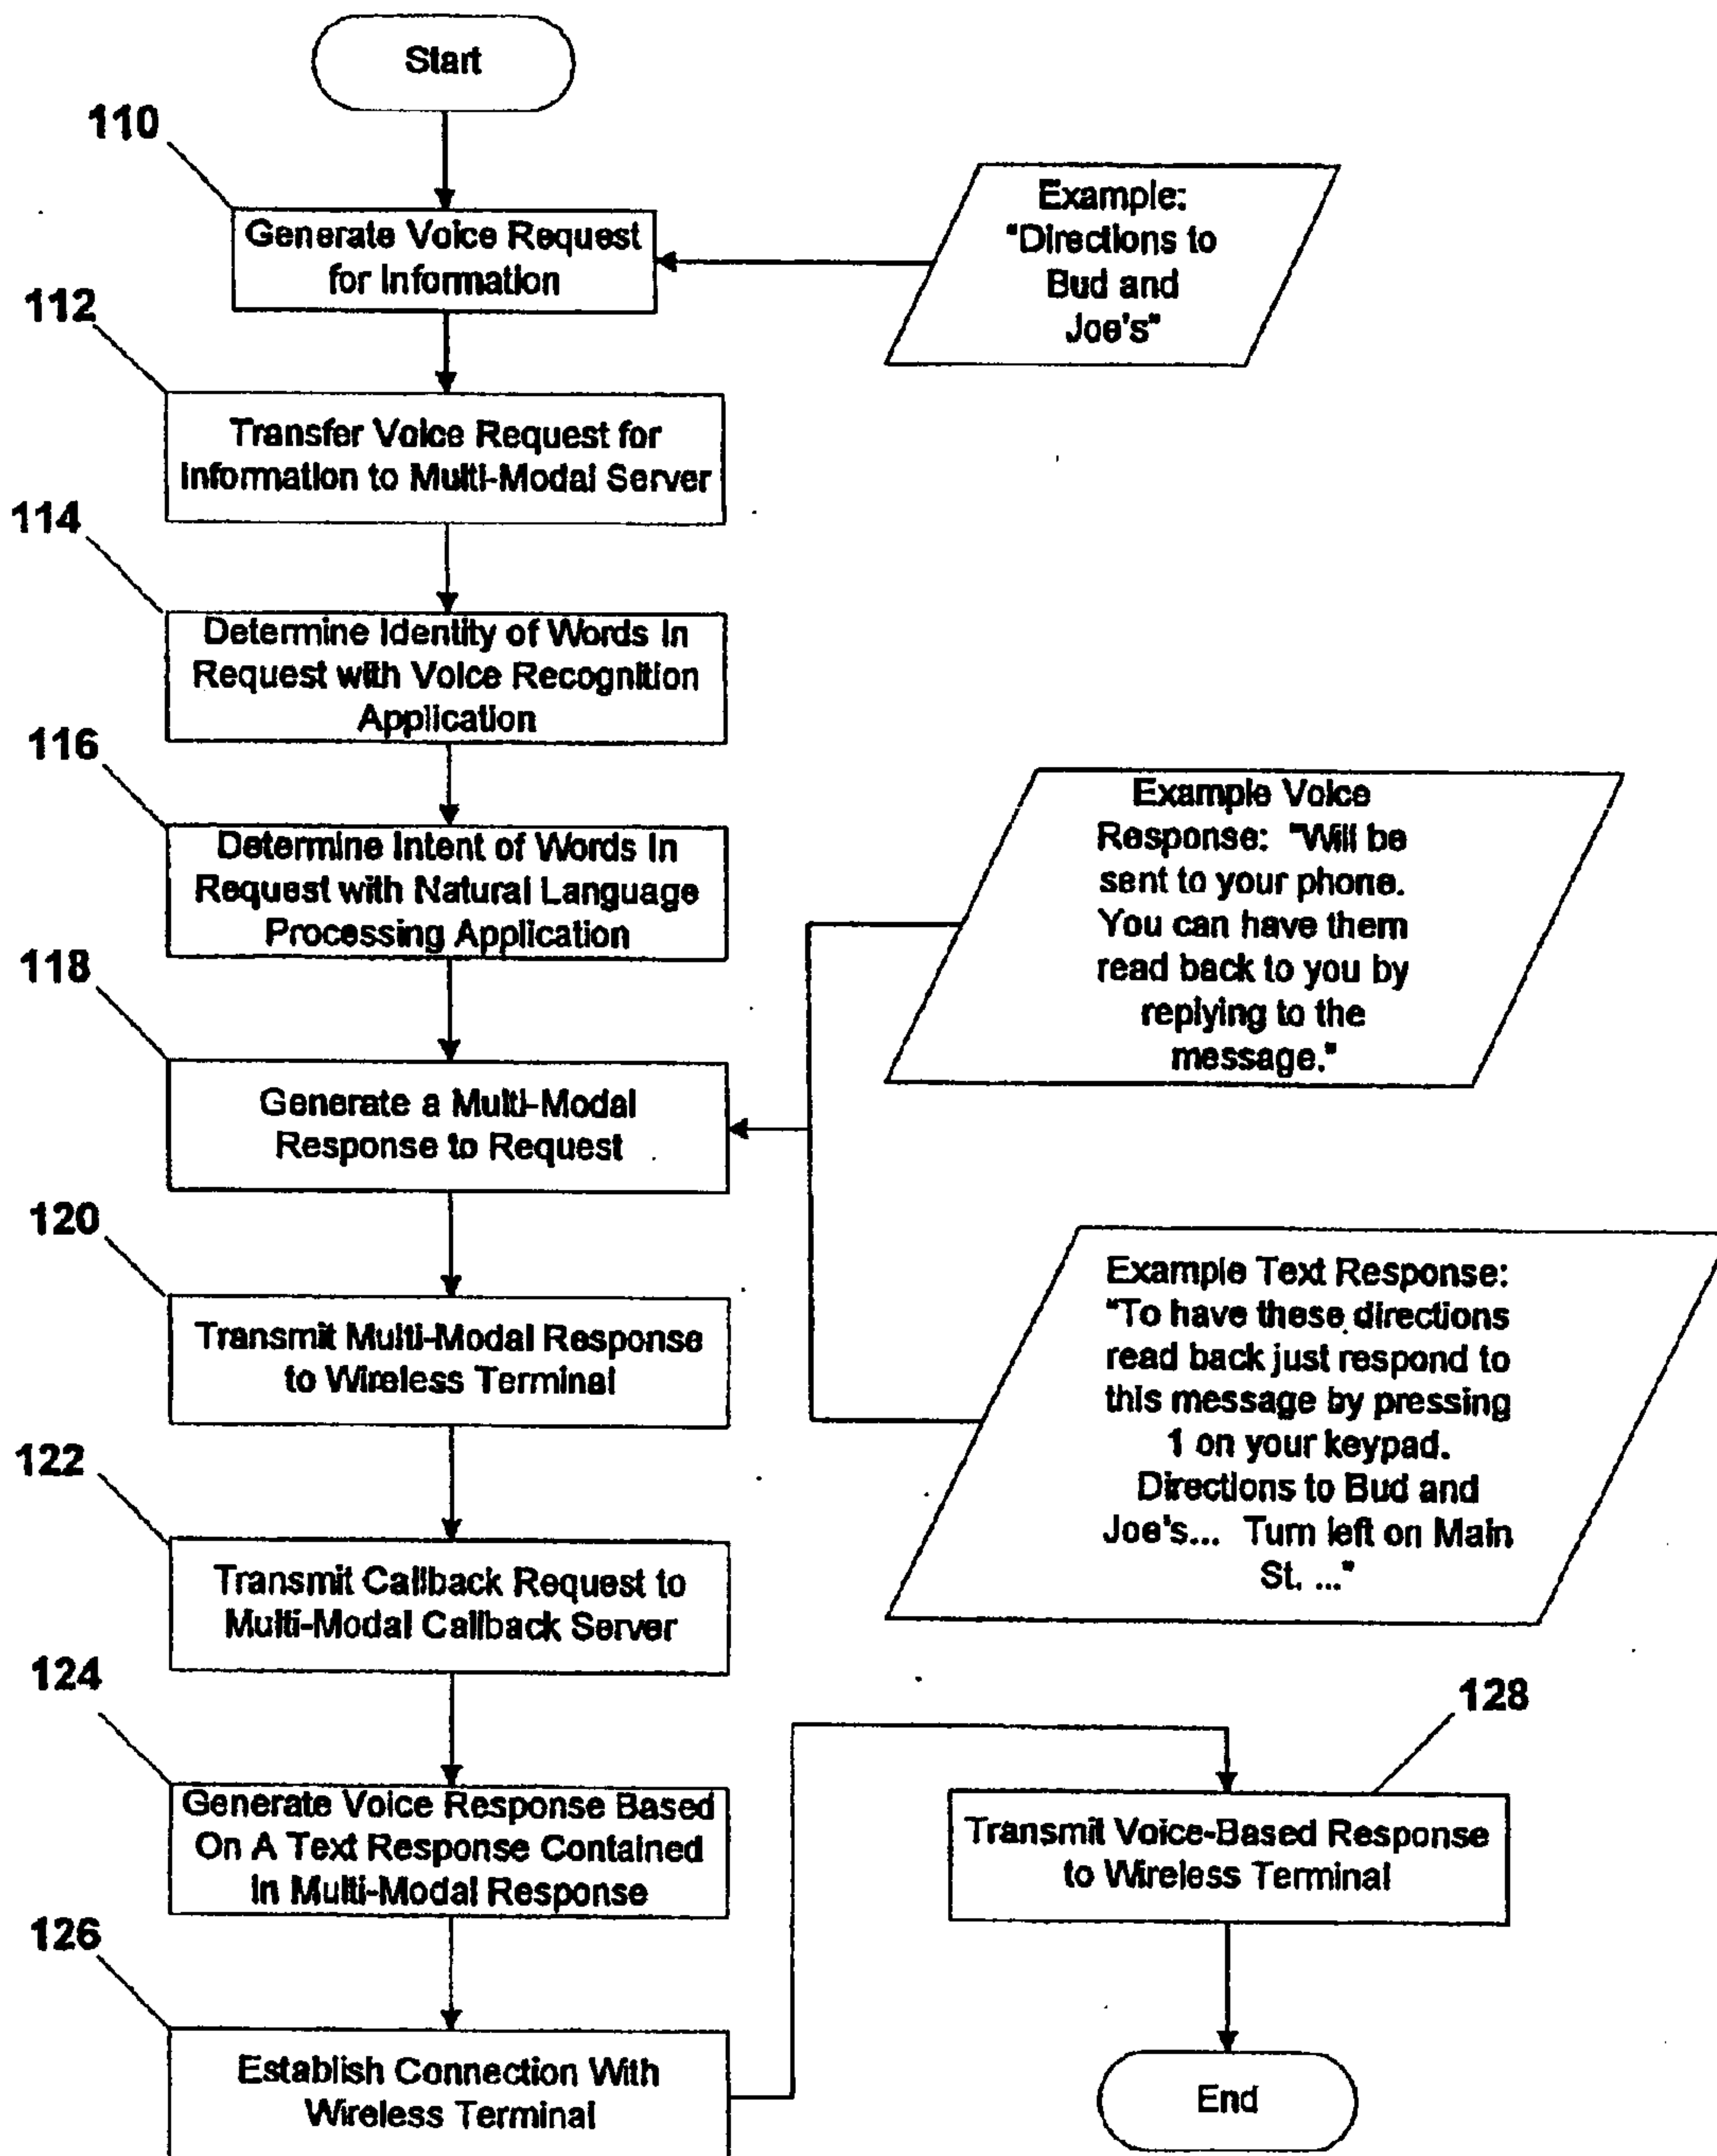 Start
110
Generate Voice Request
for Information
Example:
"Directions to
Bud and
Joe's"
112
Transfer Voice Request for
Information to Multi-Modal Server
114
Determine Identity of Words In
Request with Voice Recognition
Application
116
Determine Intent of Words In
Request with Natural Language
Processing Application
Example Voice
Response: "Will be
sent to your phone.
You can have them
read back to you by
replying to the
message."
118
Generate a Multi-Modal
Response to Request
120
Transmit Multi-Modal Response
to Wireless Terminal
Example Text Response:
"To have these directions
read back just respond to
this message by pressing
1 on your keypad.
Directions to Bud and
Joe's... Turn left on Main
St. ..."
122
Transmit Callback Request to
Multi-Modal Callback Server
124
Generate Voice Response Based
On A Text Response Contained
In Multi-Modal Response
126
Establish Connection With
Wireless Terminal
128
Transmit Voice-Based Response
to Wireless Terminal
End